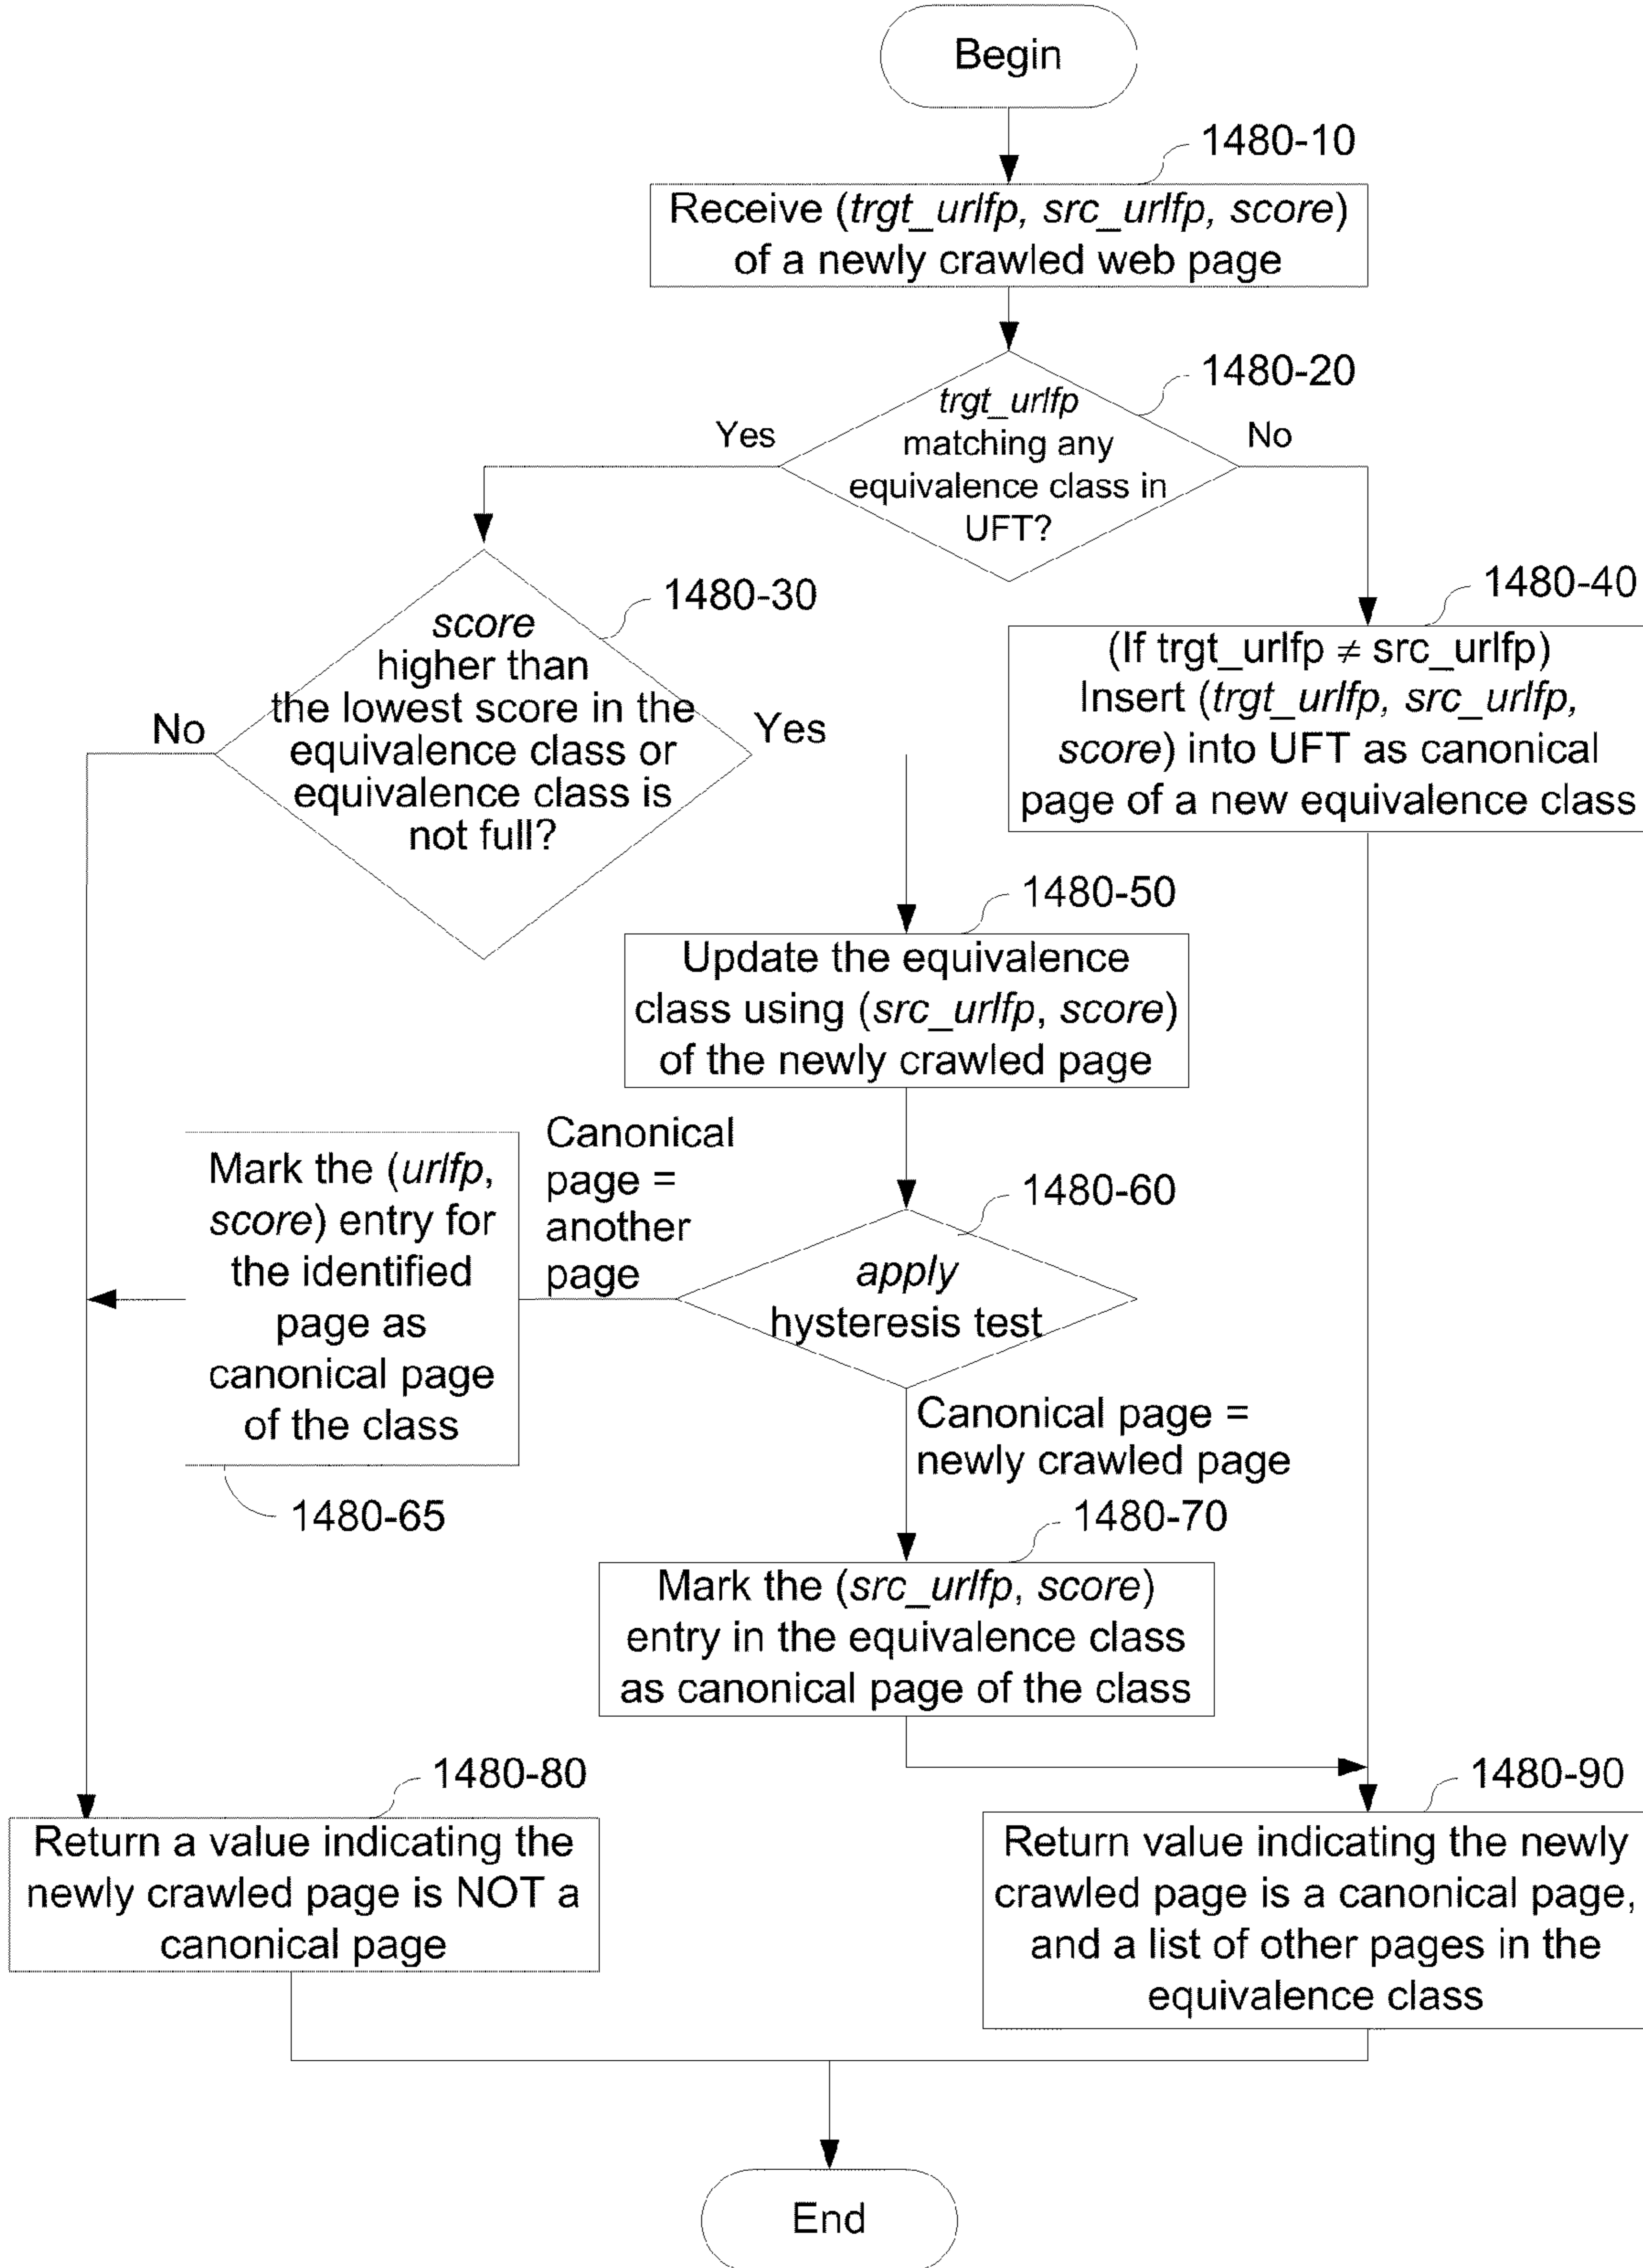 Begin
1480-10
Receive (trgt_urlfp, src_urlfp, score)
of a newly crawled web page
1480-20
trgt_urlfp
matching any
equivalence class in
UFT?
Yes
No
1480-30
score
higher than
the lowest score in the
equivalence class or
equivalence class is
not full?
No
Yes
1480-40
(If trgt_urlfp ≠ src_urlfp)
Insert (trgt_urlfp, src_urlfp,
score) into UFT as canonical
page of a new equivalence class
1480-50
Update the equivalence
class using (src_urlfp, score)
of the newly crawled page
Canonical
page =
another
page
1480-60
apply
hysteresis test
Mark the (urlfp,
score) entry for
the identified
page as
canonical page
of the class
1480-65
Canonical page =
newly crawled page
1480-70
Mark the (src_urlfp, score)
entry in the equivalence class
as canonical page of the class
1480-80
Return a value indicating the
newly crawled page is NOT a
canonical page
1480-90
Return value indicating the newly
crawled page is a canonical page,
and a list of other pages in the
equivalence class
End